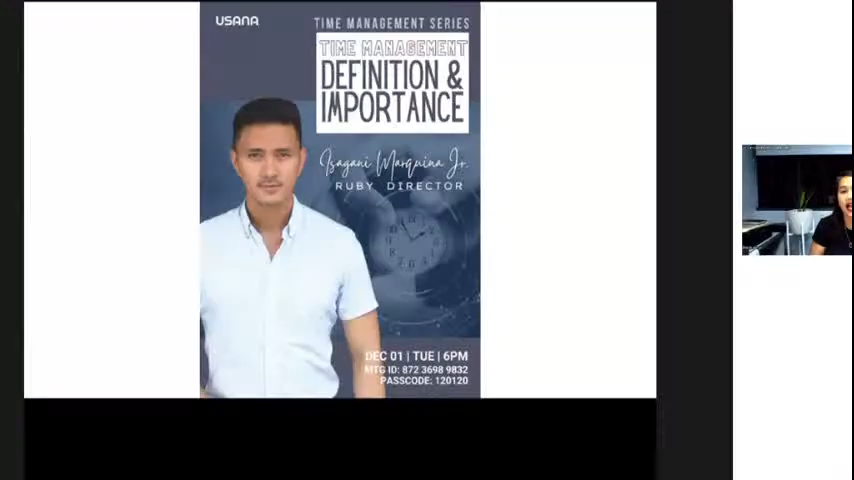 USANA
TIME MANAGEMENT SERIES
TIME MANAGEMENT
DEFINITION &
IMPORTANCE
Isagani Marquina Jr.
RUBY DIRECTOR
DEC 01 | TUE | 6PM
MTG ID: 872 3698 9832
PASSCODE: 120120